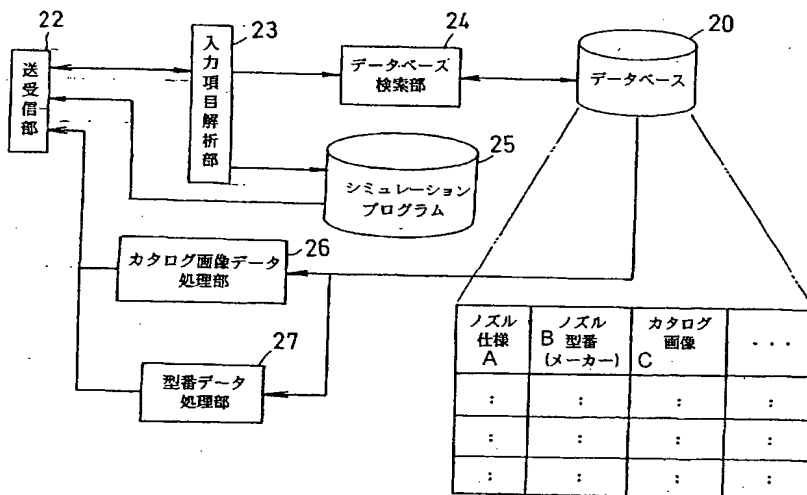 22
送受信部
23
入力項目解析部
24
データベーズ
検索部
20
データベース
25
シミュレーション
プログラム
26
カタログ画像データ
処理部
27
型番データ
処理部
ノズル
仕様
A
B ノズル
型番
(メーカー)
カタログ
画像
C
...
: : : :
: : : :
: : : :